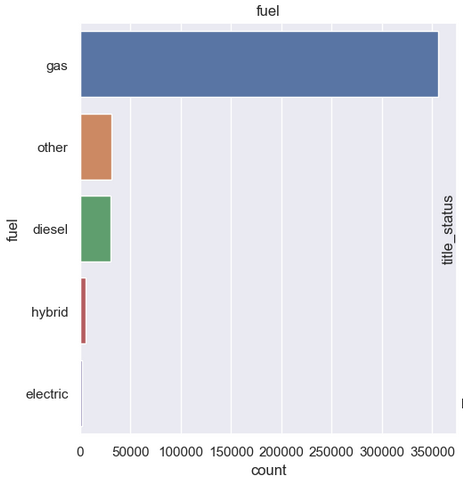 fuel
gas
other
diesel
hybrid
electric
fuel
title_status
0 50000 100000 150000 200000 250000 300000 350000
count